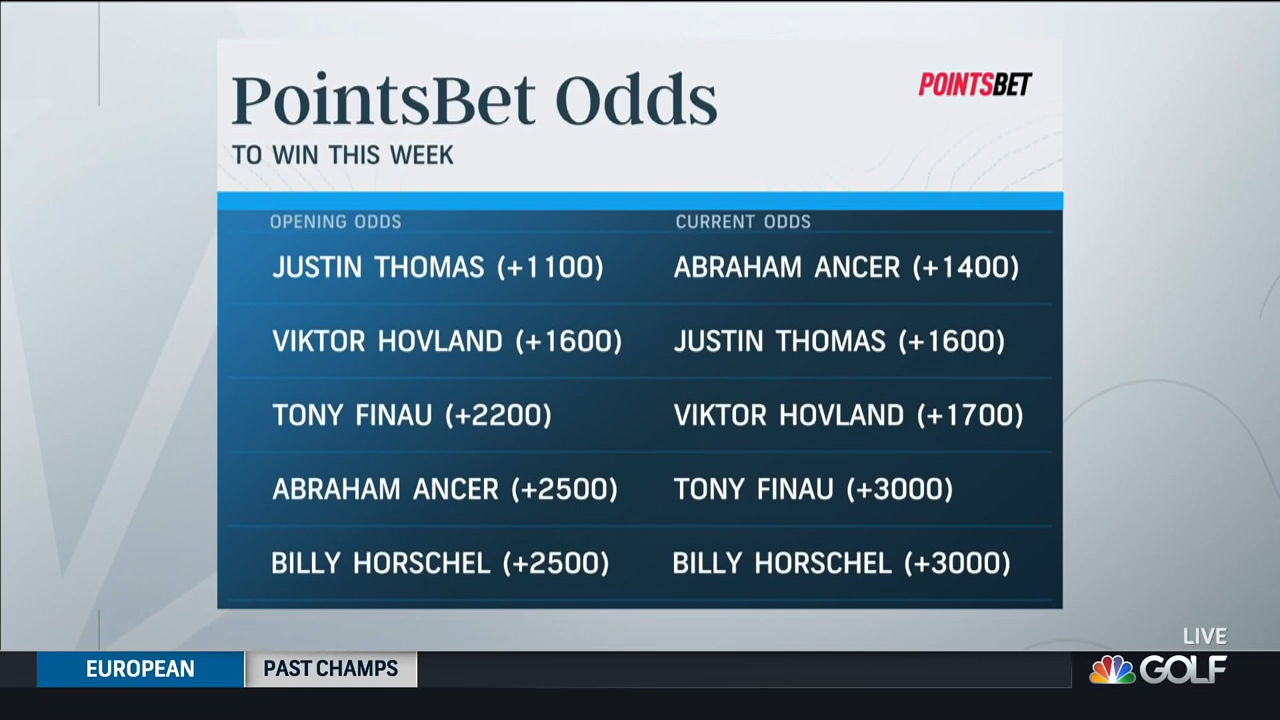 PointsBet Odds
POINTSBET
TO WIN THIS WEEK
OPENING ODDS
CURRENT ODDS
JUSTIN THOMAS (+1100)
ABRAHAM ANCER (+1400)
VIKTOR HOVLAND (+1600)
JUSTIN THOMAS (+1600)
TONY FINAU (+2200)
VIKTOR HOVLAND (+1700)
ABRAHAM ANCER (+2500)
TONY FINAU (+3000)
BILLY HORSCHEL (+2500)
BILLY HORSCHEL (+3000)
LIVE
EUROPEAN
PAST CHAMPS
GOLF